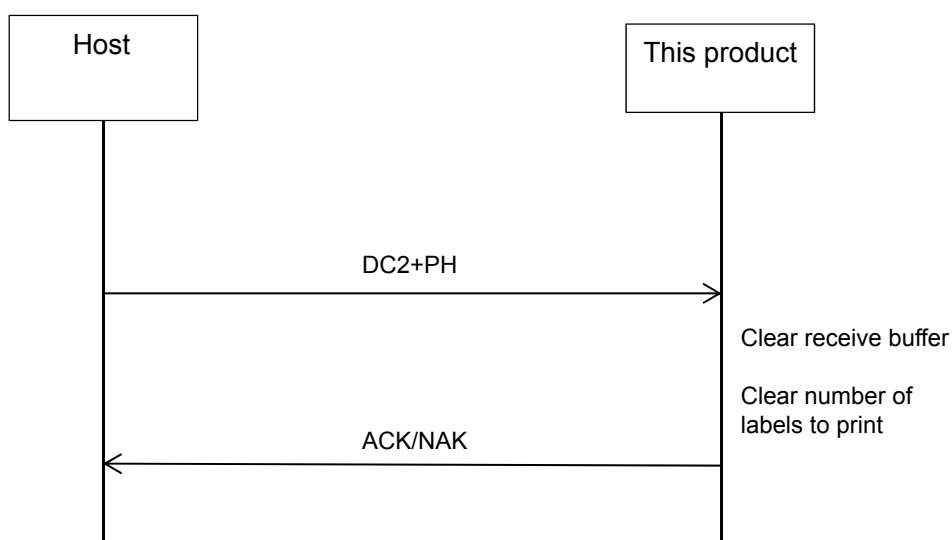 Host
This product
DC2+PH
Clear receive buffer
Clear number of
labels to print
ACK/NAK